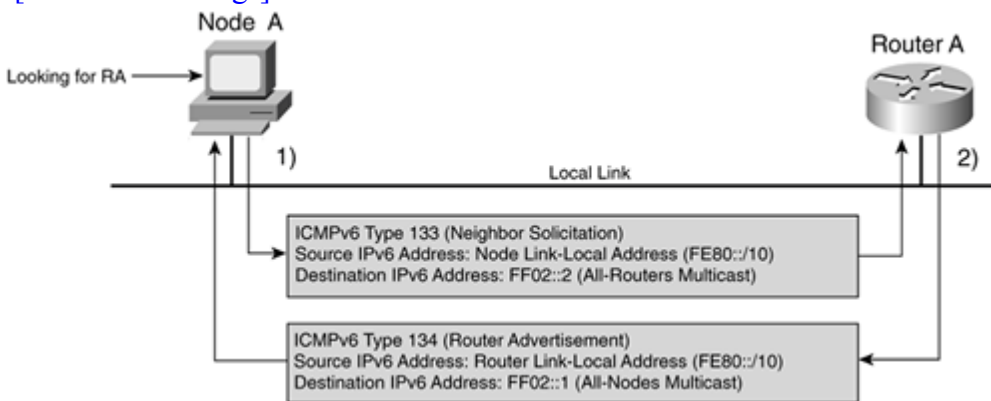 Node A
Router A
Looking for RA
1)
2)
Local Link
ICMPv6 Type 133 (Neighbor Solicitation)
Source IPv6 Address: Node Link-Local Address (FE80::/10)
Destination IPv6 Address: FF02::2 (All-Routers Multicast)
ICMPv6 Type 134 (Router Advertisement)
Source IPv6 Address: Router Link-Local Address (FE80::/10)
Destination IPv6 Address: FF02::1 (All-Nodes Multicast)